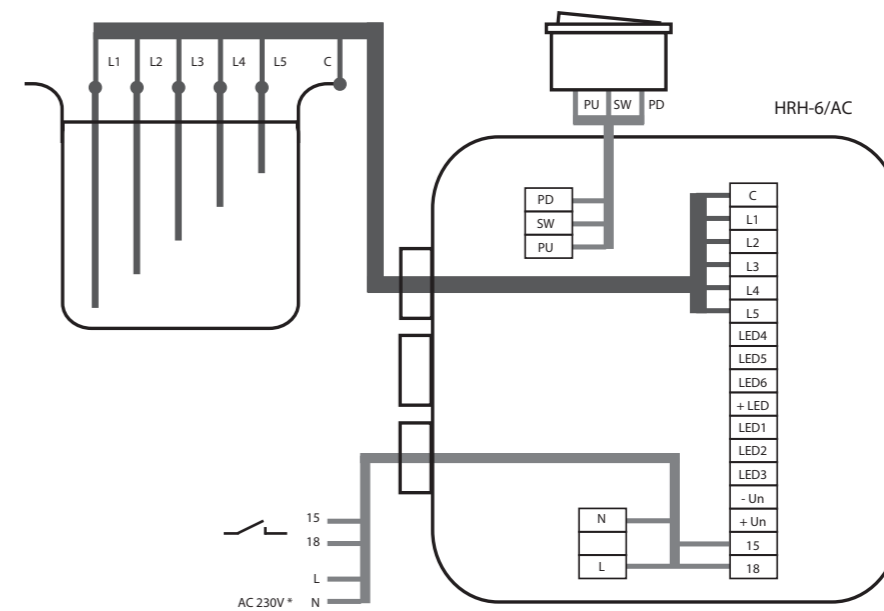 L1 L2 L3 L4 L5 C
PU SW PD
HRH-6/AC
PD
SW
PU
C
L1
L2
L3
L4
L5
LED4
LED5
LED6
+ LED
LED1
LED2
LED3
- Un
+ Un
15
18
N
L
15
18
L
AC 230V * N